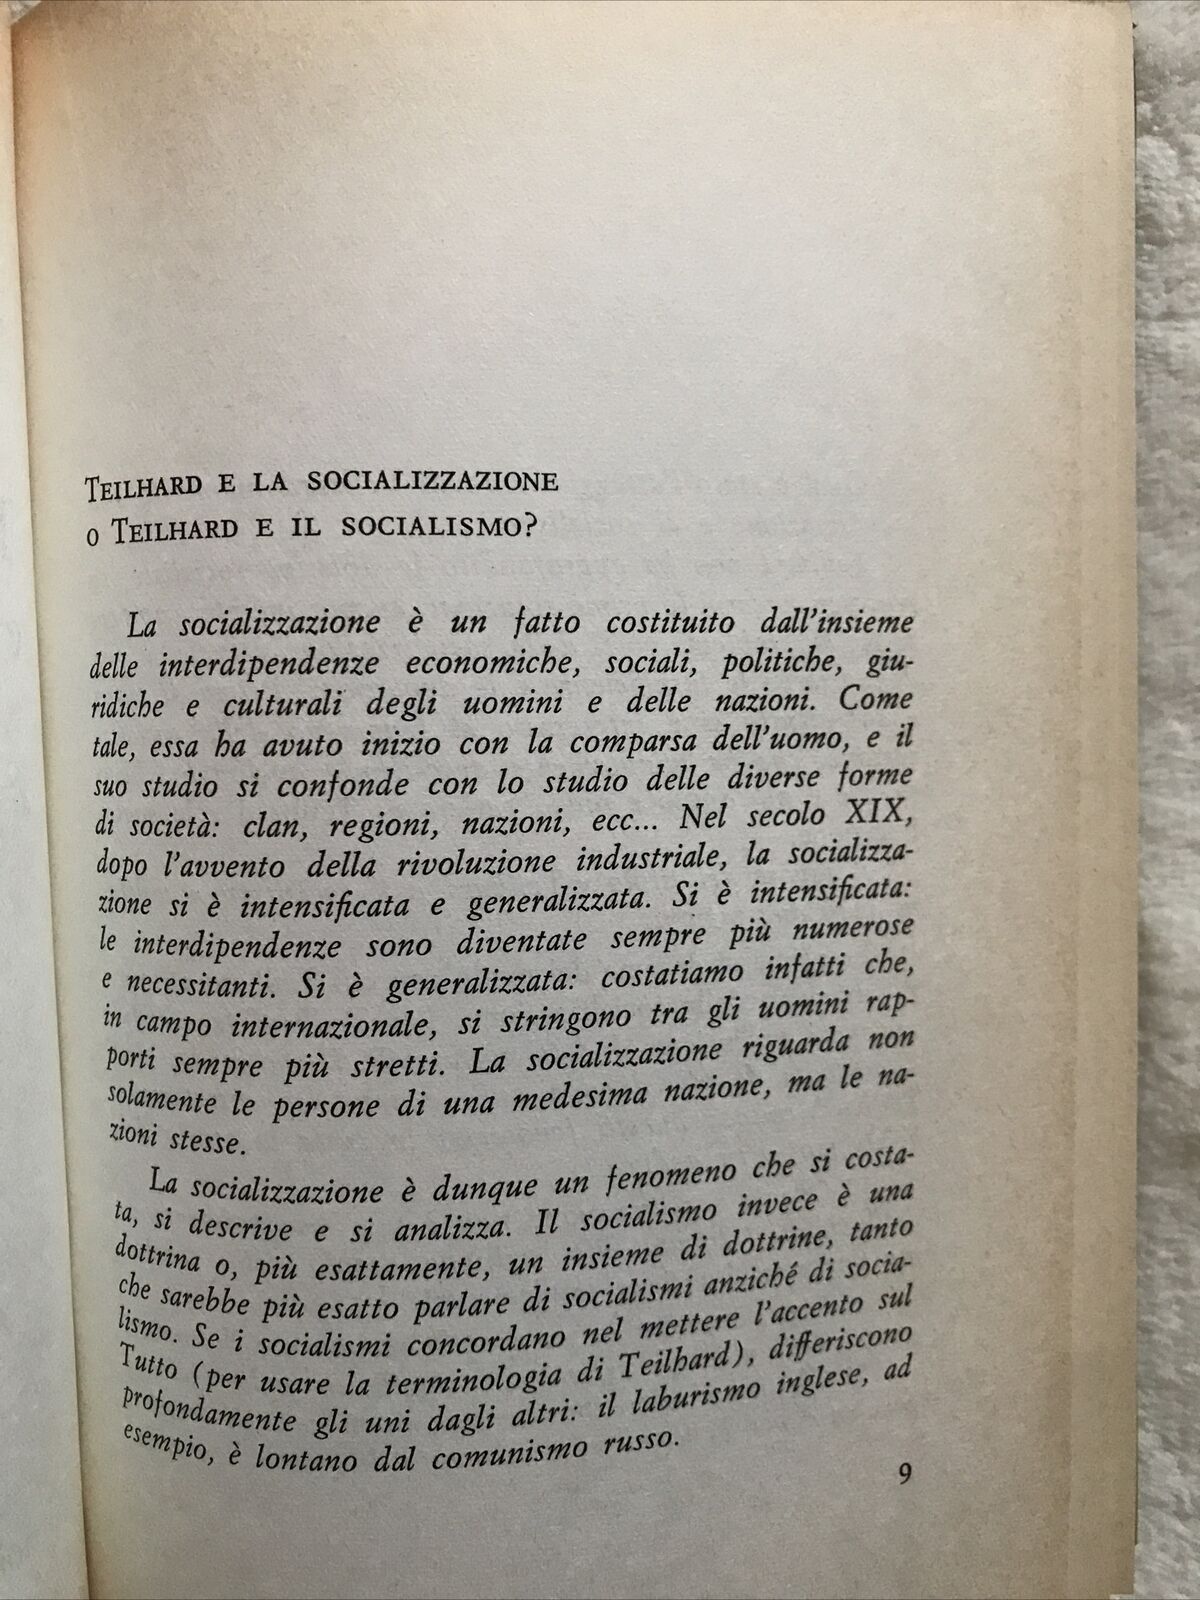 TEILHARD E LA SOCIALIZZAZIONE
O TEILHARD E IL SOCIALISMO?
La socializzazione è un fatto costituito dall'insieme
delle interdipendenze economiche, sociali, politiche, giu-
ridiche e culturali degli uomini e delle nazioni. Come
tale, essa ha avuto inizio con la comparsa dell'uomo, e il
suo studio si confonde con lo studio delle diverse forme
di società: clan, regioni, nazioni, ecc... Nel secolo XIX,
dopo l'avvento della rivoluzione industriale, la socializza-
zione si è intensificata e generalizzata. Si è intensificata:
le interdipendenze sono diventate sempre più numerose
e necessitanti. Si è generalizzata: costatiamo infatti che,
in campo internazionale, si stringono tra gli uomini rap-
porti sempre più stretti. La socializzazione riguarda non
solamente le persone di una medesima nazione, ma le na-
zioni stesse.
La socializzazione è dunque un fenomeno che si costa-
ta, si descrive e si analizza. Il socialismo invece è una
dottrina o, più esattamente, un insieme di dottrine, tanto
che sarebbe più esatto parlare di socialismi anziché di socia-
lismo. Se i socialismi concordano nel mettere l'accento sul
Tutto (per usare la terminologia di Teilhard), differiscono
profondamente gli uni dagli altri: il laburismo inglese, ad
esempio, è lontano dal comunismo russo.
9